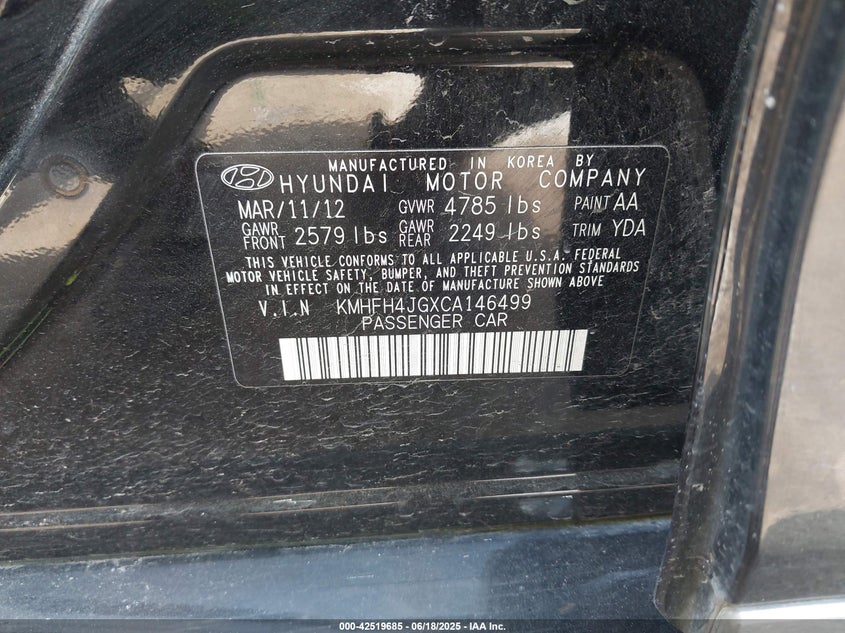 MANUFACTURED IN KOREA BY
HYUNDAI MOTOR COMPANY
MAR/11/12 GVWR 4785 lbs PAINT AA
GAWR FRONT 2579 lbs GAWR REAR 2249 lbs TRIM YDA
THIS VEHICLE CONFORMS TO ALL APPLICABLE U.S.A. FEDERAL
MOTOR VEHICLE SAFETY, BUMPER, AND THEFT PREVENTION STANDARDS
IN EFFECT ON THE DATE OF MANUFACTURE SHOWN ABOVE
V.I.N KMHFH4JGXCA146499
PASSENGER CAR
000-42519685 - 06/18/2025 - IAA Inc.